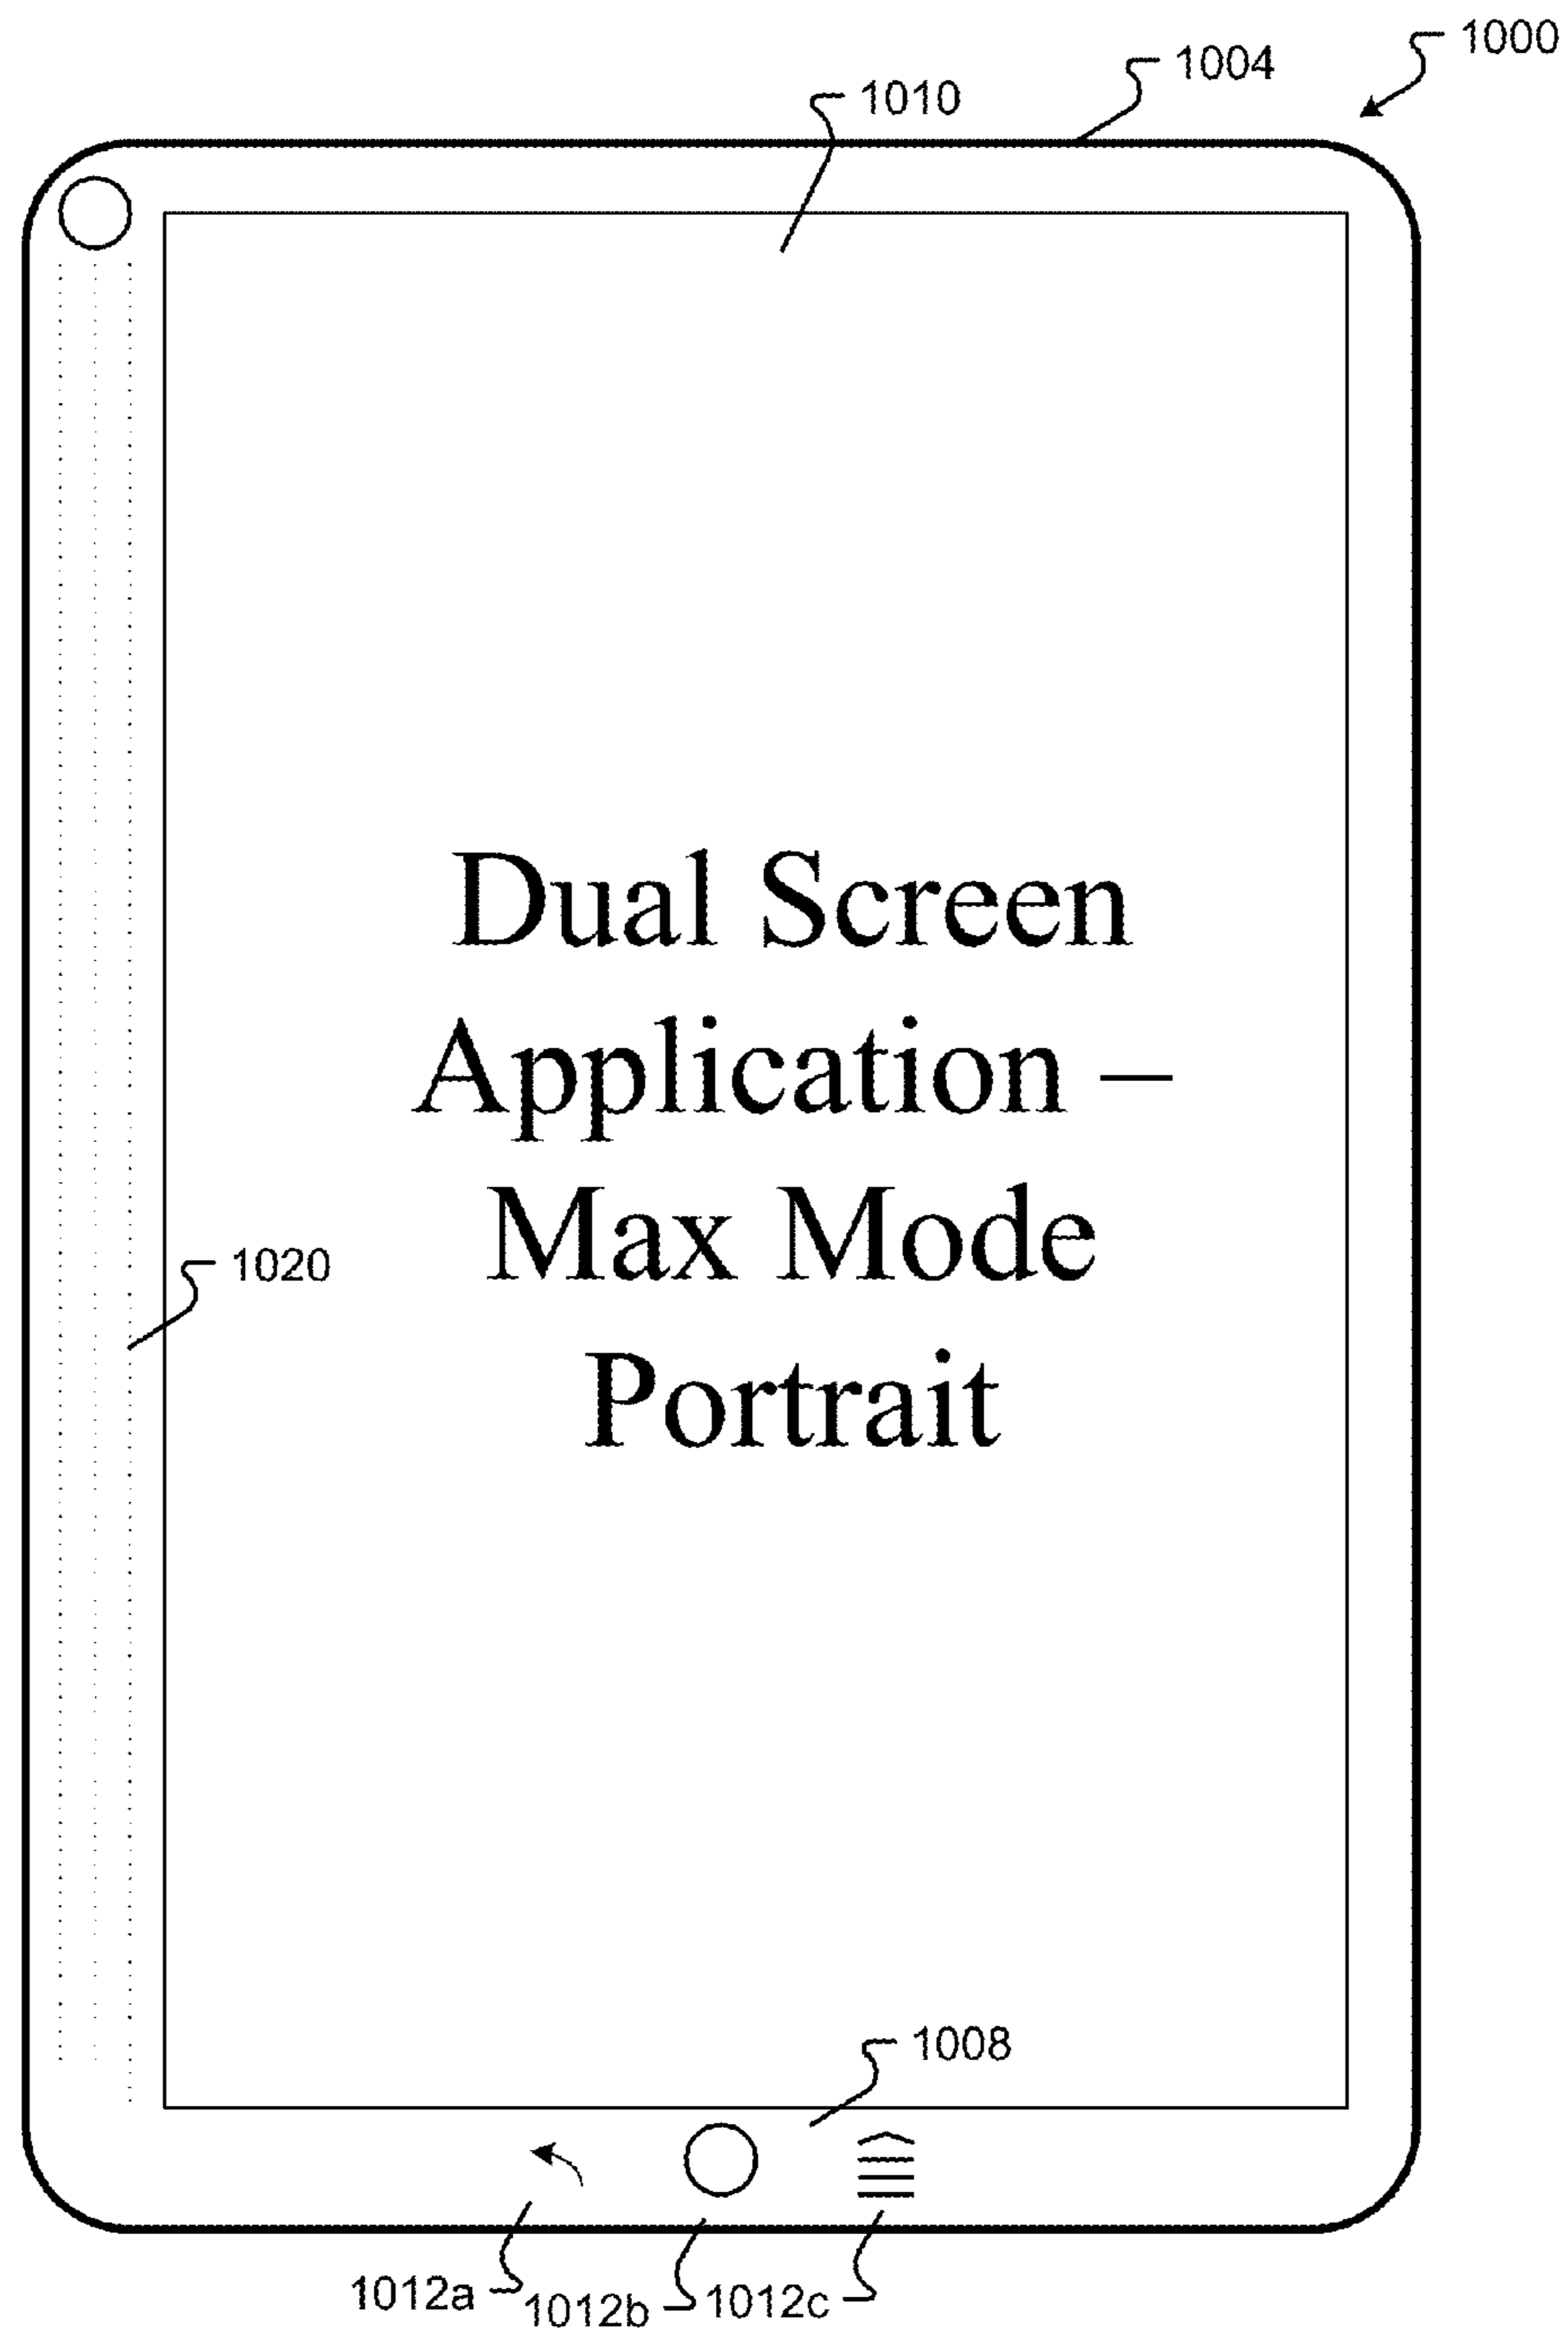 1000
1004
1010
Dual Screen
Application –
Max Mode
Portrait
1020
1008
1012a
1012b
1012c